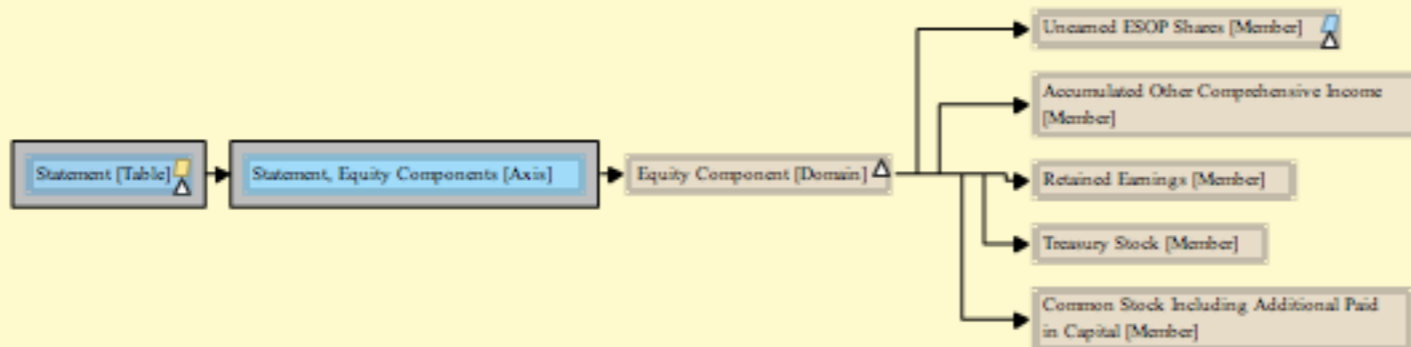 Unearned ESOP Shares [Member]
Accumulated Other Comprehensive Income
[Member]
Statement [Table]
Statement, Equity Components [Axis]
Equity Component [Domain]
Retained Earnings [Member]
Treasury Stock [Member]
Common Stock Including Additional Paid
in Capital [Member]